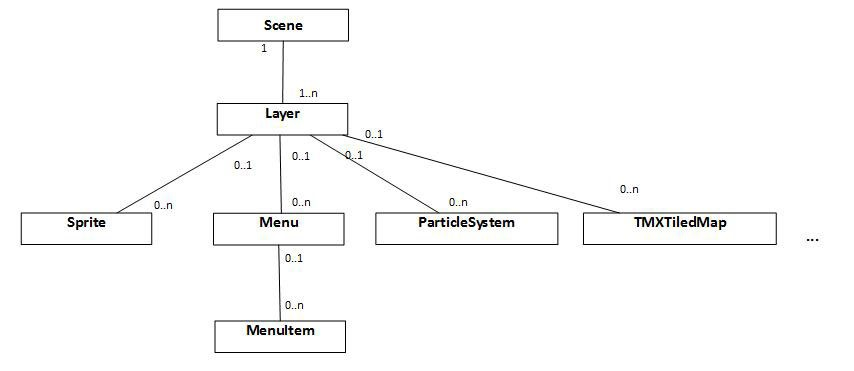 Scene
1
1..n
Layer
0..1
0..1
0..1
0..1
0..n
0..n
0..n
0..n
Sprite
Menu
ParticleSystem
TMXTiledMap
...
0..1
0..n
MenuItem